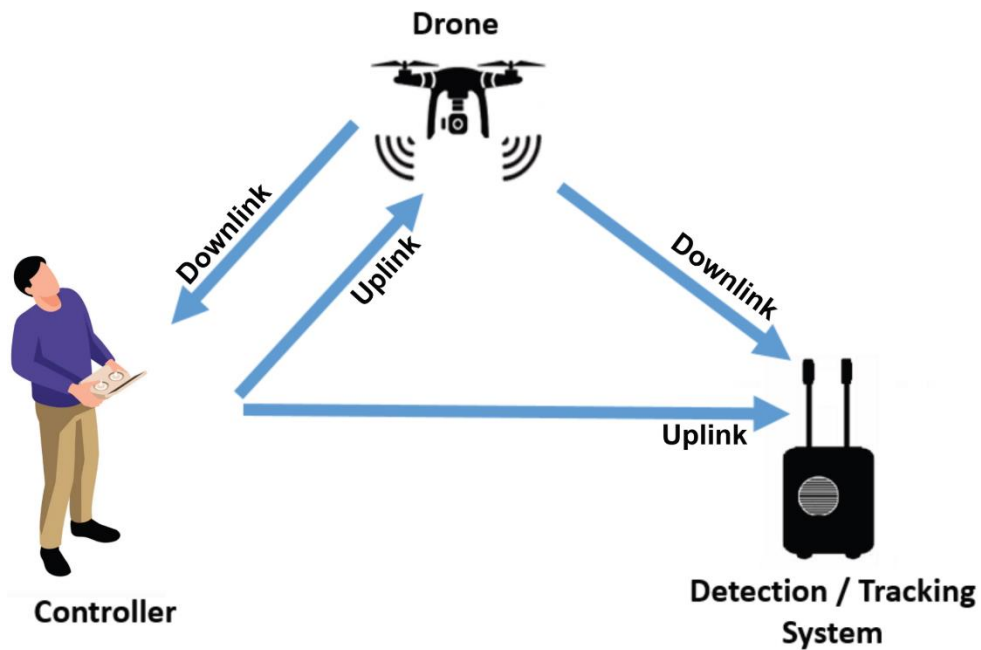 Drone
Downlink
Uplink
Downlink
Uplink
Controller
Detection / Tracking
System